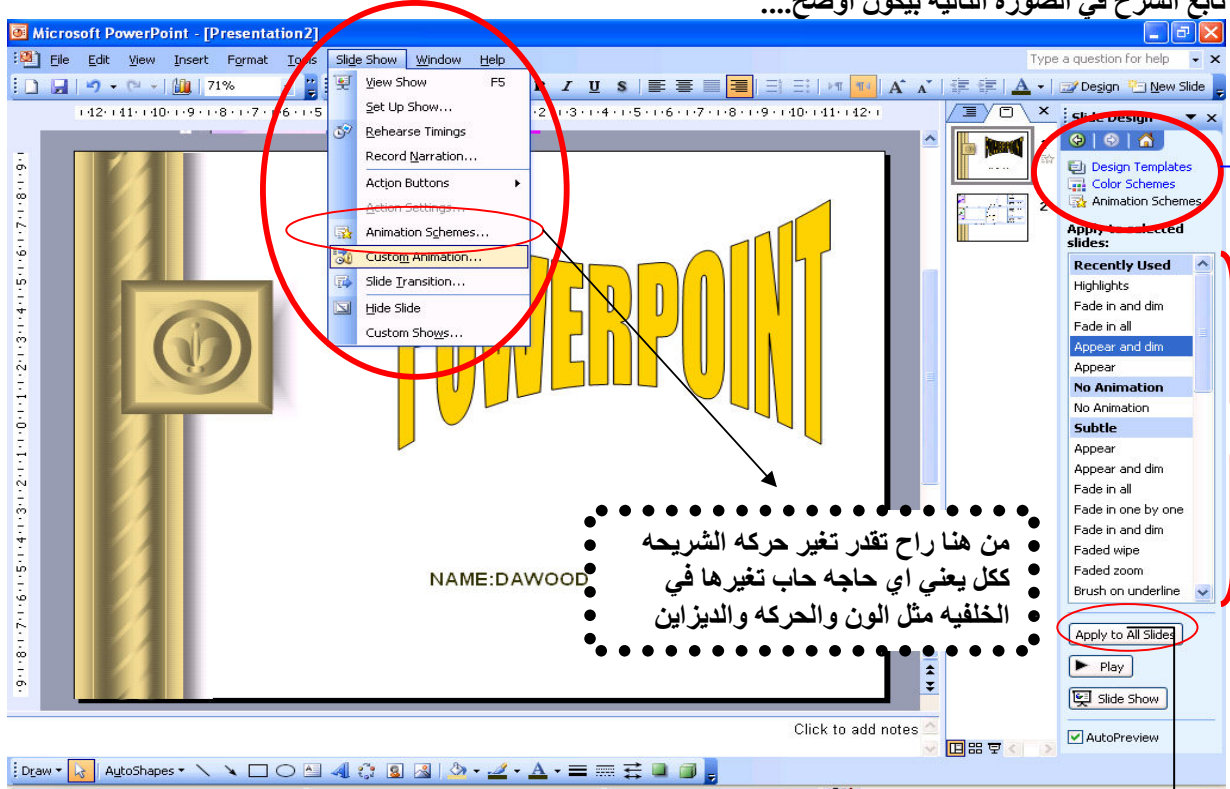 تابع الشرح في الصورة التالية بيكون اوضح....
Microsoft PowerPoint - [Presentation2]
File Edit View Insert Format Tools Slide Show Window Help
Type a question for help
71%
B I U S
Design New Slide
View Show F5
Set Up Show...
Rehearse Timings
Record Narration...
Action Buttons
Action Settings...
Animation Schemes...
Custom Animation...
Slide Transition...
Hide Slide
Custom Shows...
POWERPOINT
NAME:DAWOOD
من هنا راح تقدر تغير حركه الشريحه
ككل يعني اي حاجه حاب تغيرها في
الخلفيه مثل الون والحركه والديزاين
1
2
Slide Design
Design Templates
Color Schemes
Animation Schemes
Apply to selected
slides:
Recently Used
Highlights
Fade in and dim
Fade in all
Appear and dim
Appear
No Animation
No Animation
Subtle
Appear
Appear and dim
Fade in all
Fade in one by one
Fade in and dim
Faded wipe
Faded zoom
Brush on underline
Apply to All Slides
Play
Slide Show
AutoPreview
Click to add notes
Draw AutoShapes